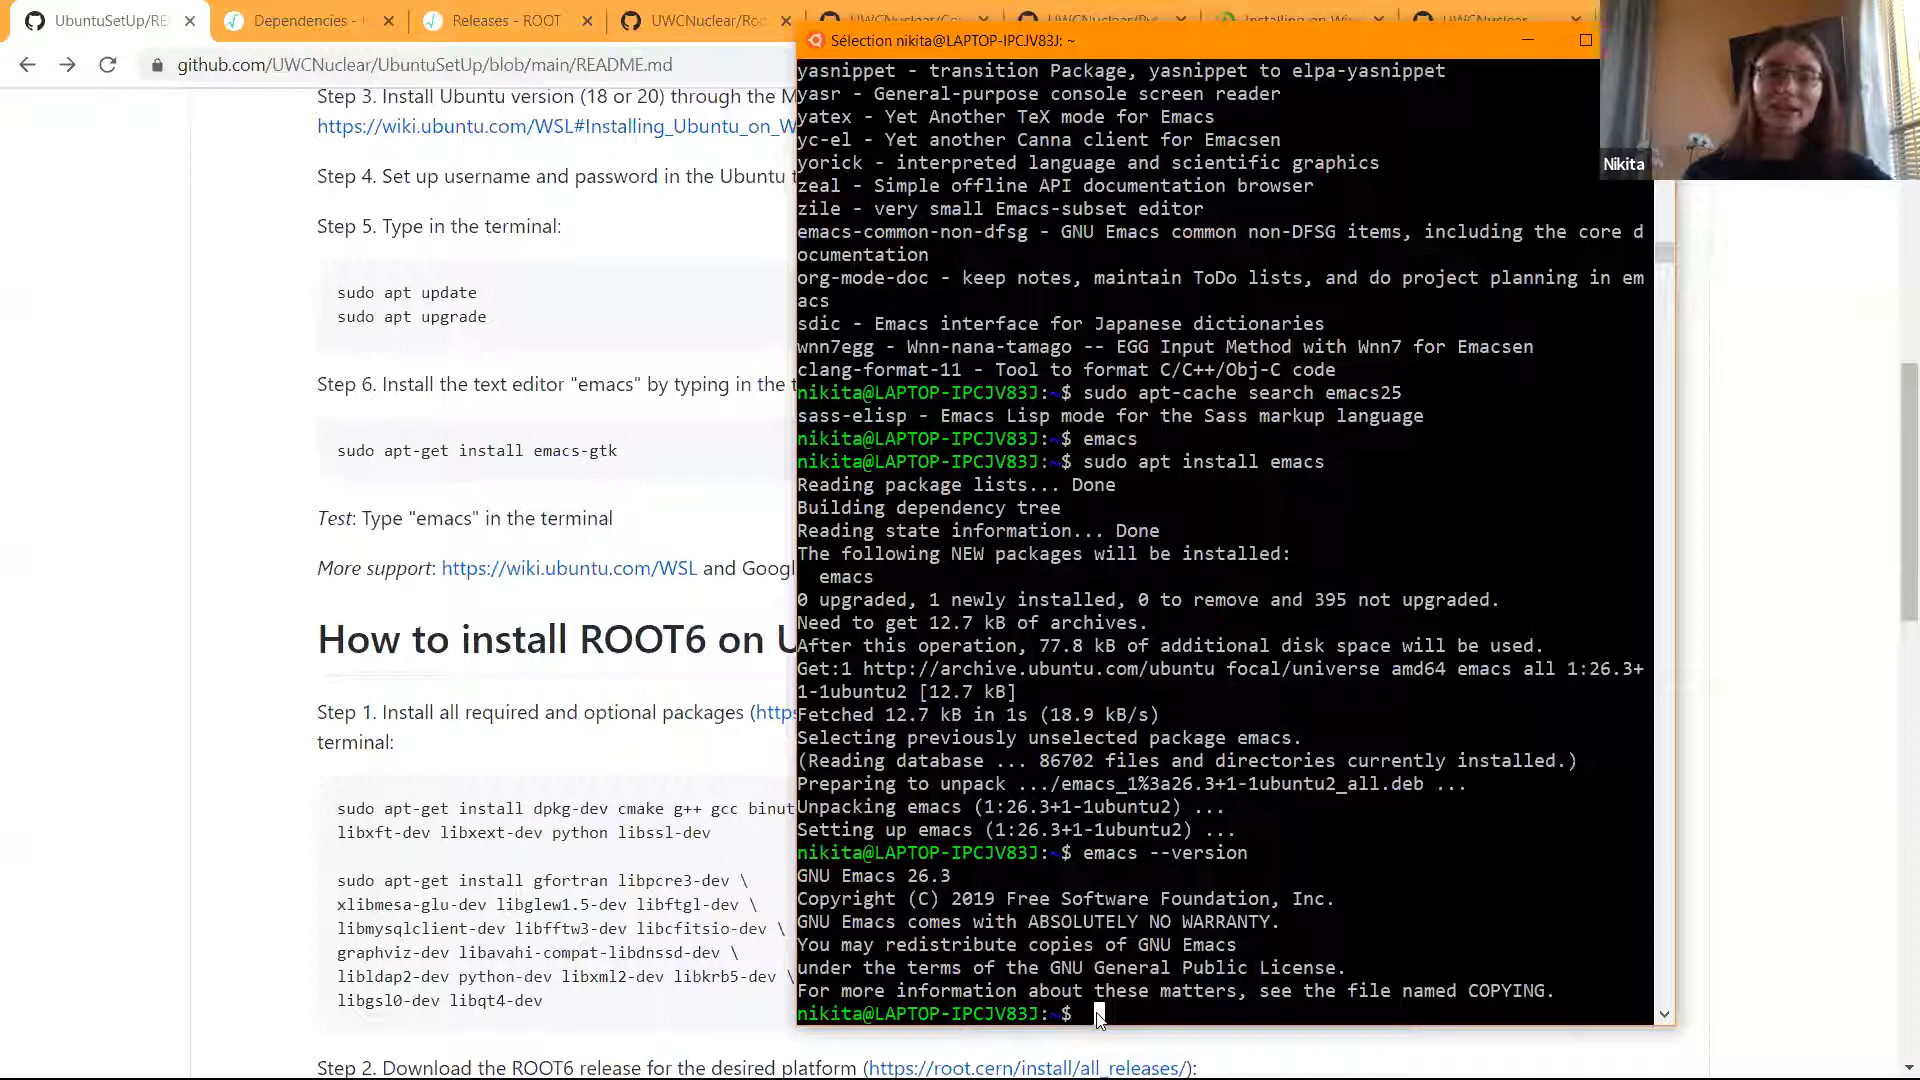 UbuntuSetUp/RE
Dependencies -
Releases - ROOT
UWCNuclear/Ro
Sélection nikita@LAPTOP-IPCJV83J: ~
github.com/UWCNuclear/UbuntuSetUp/blob/main/README.md
Nikita
Step 3. Install Ubuntu version (18 or 20) through the M
https://wiki.ubuntu.com/WSL#Installing_Ubuntu_on_W
Step 4. Set up username and password in the Ubuntu t
Step 5. Type in the terminal:
sudo apt update
sudo apt upgrade
Step 6. Install the text editor "emacs" by typing in the t
sudo apt-get install emacs-gtk
Test: Type "emacs" in the terminal
More support: https://wiki.ubuntu.com/WSL and Googl
How to install ROOT6 on U
Step 1. Install all required and optional packages (https
terminal:
sudo apt-get install dpkg-dev cmake g++ gcc binut
libxft-dev libxext-dev python libssl-dev
sudo apt-get install gfortran libpcre3-dev \
xlibmesa-glu-dev libglew1.5-dev libftgl-dev \
libmysqlclient-dev libfftw3-dev libcfitsio-dev \
graphviz-dev libavahi-compat-libdnssd-dev \
libldap2-dev python-dev libxml2-dev libkrb5-dev \
libgsl0-dev libqt4-dev
Step 2. Download the ROOT6 release for the desired platform (https://root.cern/install/all_releases/):
yasnippet - transition Package, yasnippet to elpa-yasnippet
yasr - General-purpose console screen reader
yatex - Yet Another TeX mode for Emacs
yc-el - Yet another Canna client for Emacsen
yorick - interpreted language and scientific graphics
zeal - Simple offline API documentation browser
zile - very small Emacs-subset editor
emacs-common-non-dfsg - GNU Emacs common non-DFSG items, including the core d
ocumentation
org-mode-doc - keep notes, maintain ToDo lists, and do project planning in em
acs
sdic - Emacs interface for Japanese dictionaries
wnn7egg - Wnn-nana-tamago -- EGG Input Method with Wnn7 for Emacsen
clang-format-11 - Tool to format C/C++/Obj-C code
nikita@LAPTOP-IPCJV83J:~$ sudo apt-cache search emacs25
sass-elisp - Emacs Lisp mode for the Sass markup language
nikita@LAPTOP-IPCJV83J:~$ emacs
nikita@LAPTOP-IPCJV83J:~$ sudo apt install emacs
Reading package lists... Done
Building dependency tree
Reading state information... Done
The following NEW packages will be installed:
emacs
0 upgraded, 1 newly installed, 0 to remove and 395 not upgraded.
Need to get 12.7 kB of archives.
After this operation, 77.8 kB of additional disk space will be used.
Get:1 http://archive.ubuntu.com/ubuntu focal/universe amd64 emacs all 1:26.3+
1-1ubuntu2 [12.7 kB]
Fetched 12.7 kB in 1s (18.9 kB/s)
Selecting previously unselected package emacs.
(Reading database ... 86702 files and directories currently installed.)
Preparing to unpack .../emacs_1%3a26.3+1-1ubuntu2_all.deb ...
Unpacking emacs (1:26.3+1-1ubuntu2) ...
Setting up emacs (1:26.3+1-1ubuntu2) ...
nikita@LAPTOP-IPCJV83J:~$ emacs --version
GNU Emacs 26.3
Copyright (C) 2019 Free Software Foundation, Inc.
GNU Emacs comes with ABSOLUTELY NO WARRANTY.
You may redistribute copies of GNU Emacs
under the terms of the GNU General Public License.
For more information about these matters, see the file named COPYING.
nikita@LAPTOP-IPCJV83J:~$